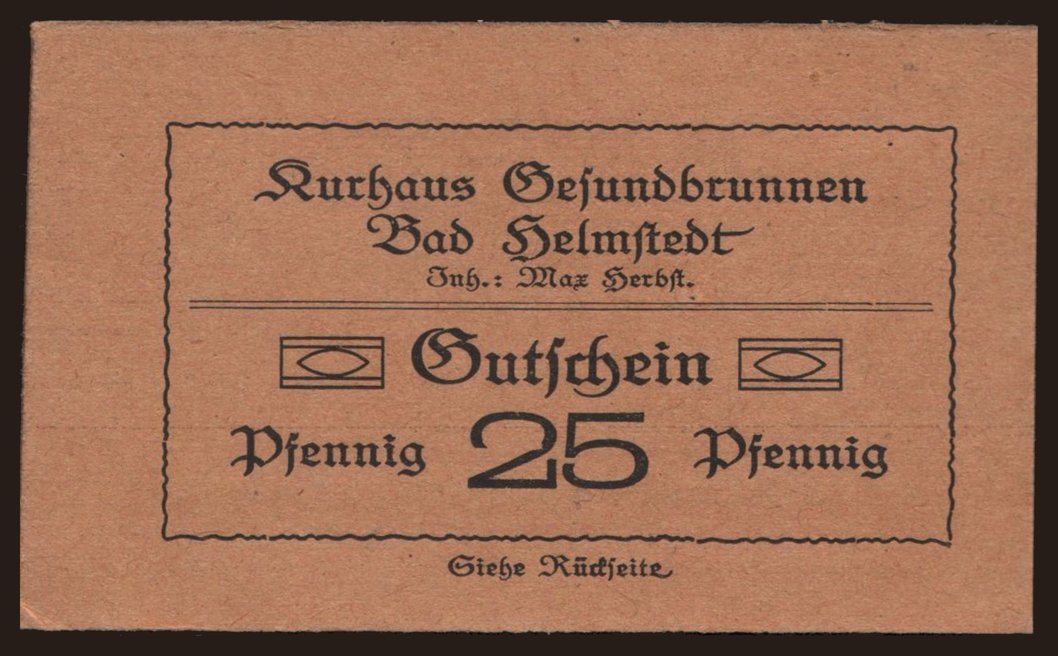 Kurhaus Gesundbrunnen
Bad Helmstedt
Inh.: Max Herbst.
Gutschein
Pfennig 25 Pfennig
Siehe Rückseite